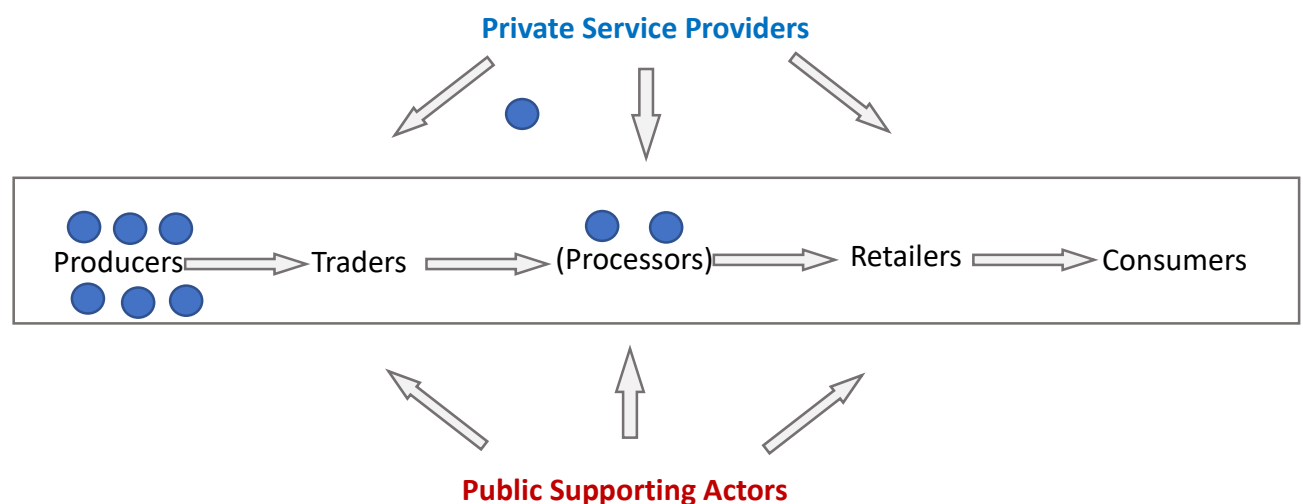 Private Service Providers
Producers
Traders
(Processors)
Retailers
Consumers
Public Supporting Actors